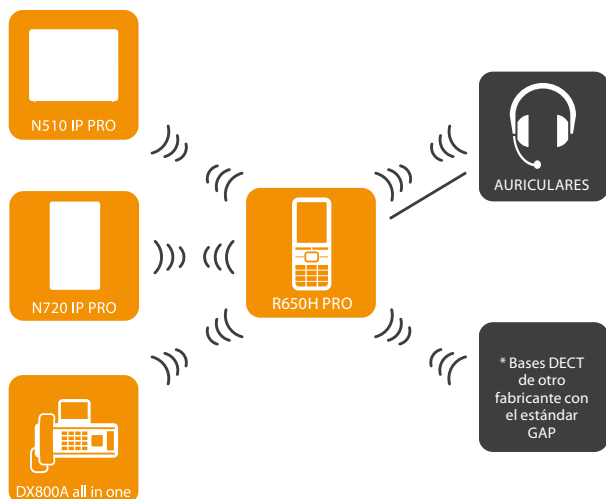 N510 IP PRO
AURICULARES
N720 IP PRO
R650H PRO
* Bases DECT
de otro
fabricante con
el estándar
GAP
DX800A all in one